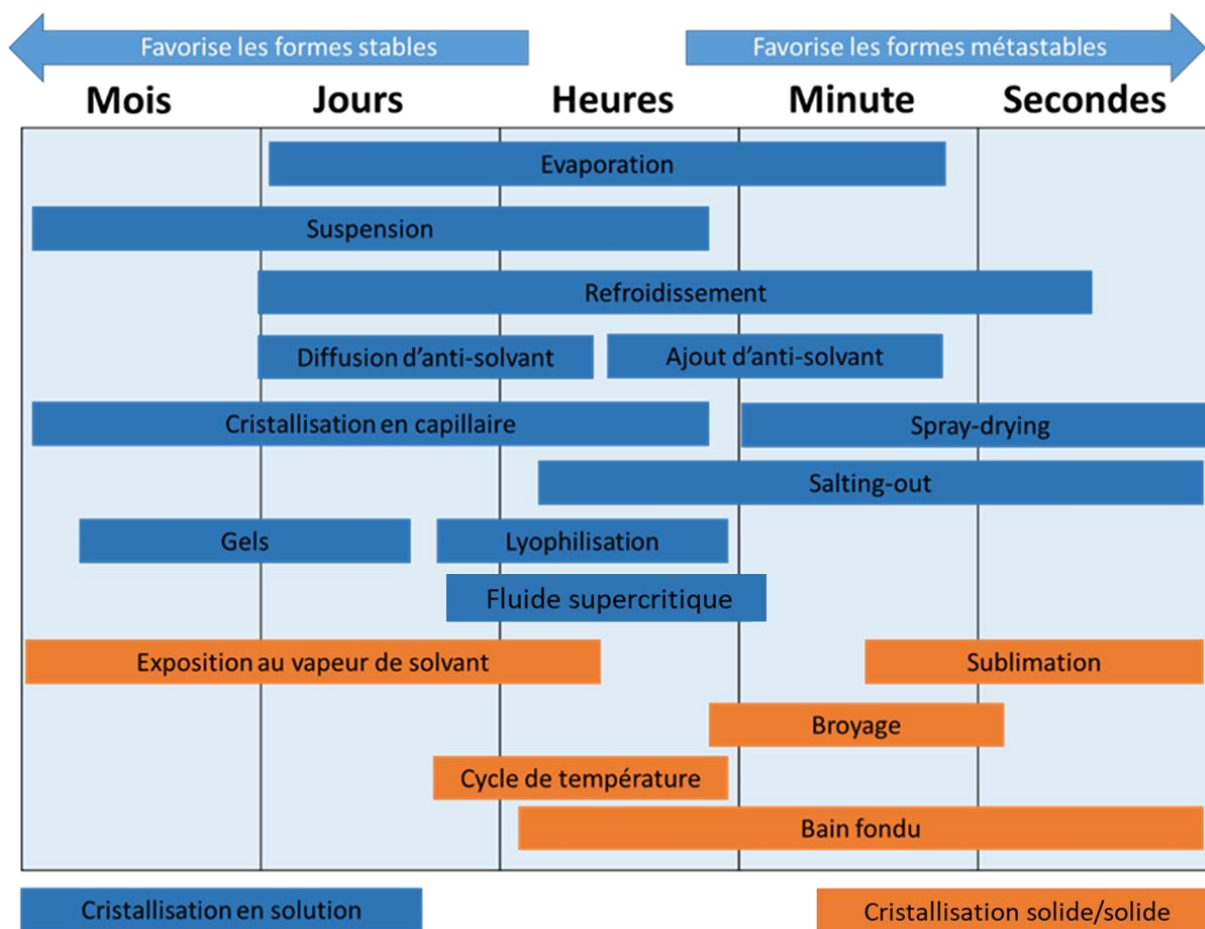 Favorise les formes stables
Favorise les formes métastables
Mois
Jours
Heures
Minute
Secondes
Evaporation
Suspension
Refroidissement
Diffusion d'anti-solvant
Ajout d'anti-solvant
Cristallisation en capillaire
Spray-drying
Salting-out
Gels
Lyophilisation
Fluide supercritique
Exposition au vapeur de solvant
Sublimation
Broyage
Cycle de température
Bain fondu
Cristallisation en solution
Cristallisation solide/solide